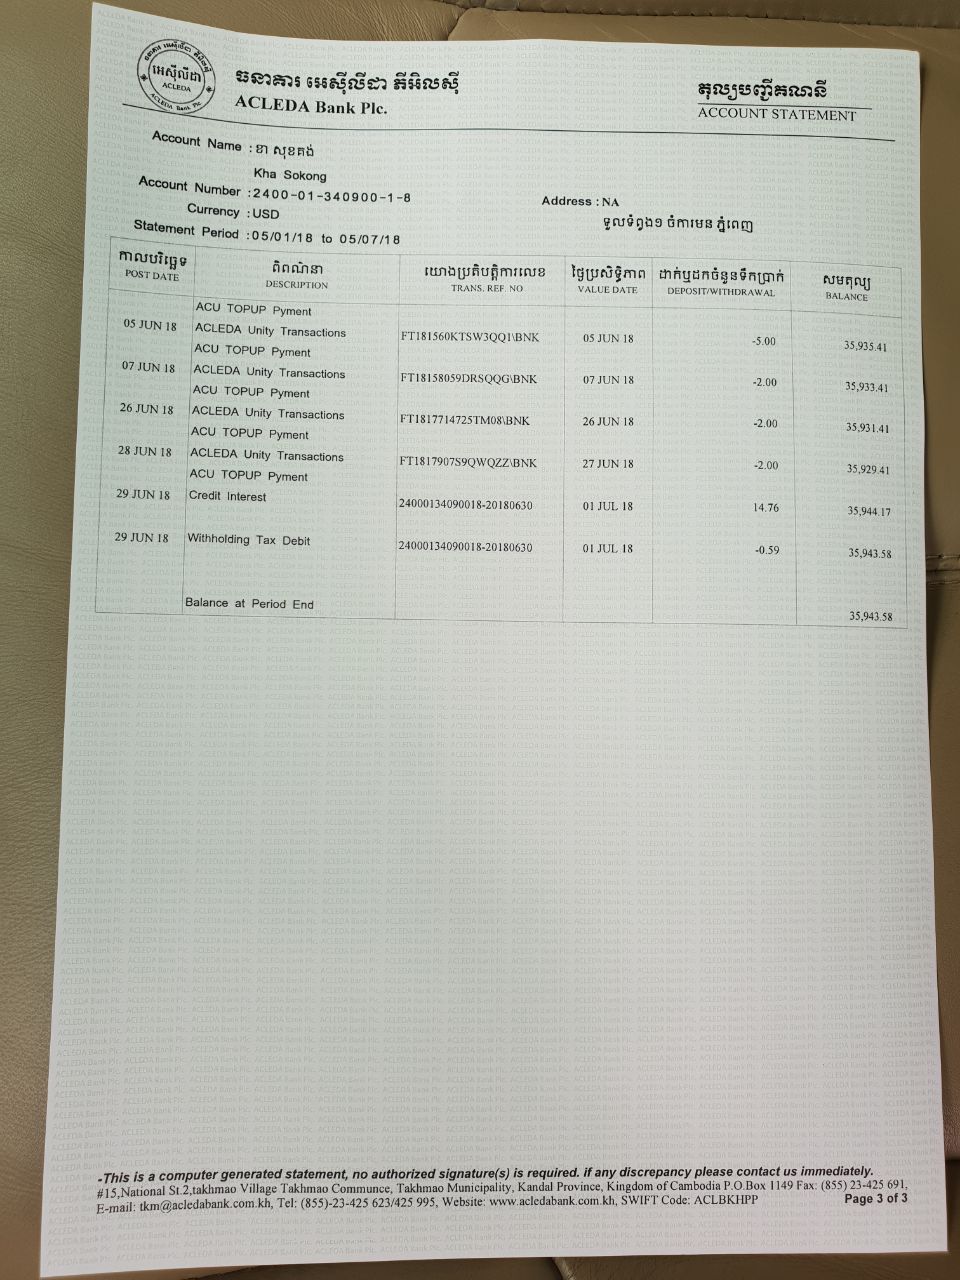 ធនាគារ អេស៊ីលីដា ភីអិលស៊ី
ACLEDA Bank Plc.
អេស៊ីលីដា
ACLEDA
ACLEDA Bank Plc
តុល្យបញ្ជីគណនី
ACCOUNT STATEMENT
Account Name : ខា សុខគង់
Kha Sokong
Account Number : 2400-01-340900-1-8
Currency : USD
Statement Period : 05/01/18 to 05/07/18
Address : NA
ទួលទំពូង១ ចំការមន ភ្នំពេញ
កាលបរិច្ឆេទ ពិពណ៌នា យោងប្រតិបត្តិការលេខ ថ្ងៃប្រសិទ្ធិភាព ដាក់ឬដកចំនួនទឹកប្រាក់ សមតុល្យ
POST DATE DESCRIPTION TRANS. REF. NO VALUE DATE DEPOSIT/WITHDRAWAL BALANCE
ACU TOPUP Pyment
05 JUN 18 ACLEDA Unity Transactions FT181560KTSW3QQ1\BNK 05 JUN 18 -5.00 35,935.41
ACU TOPUP Pyment
07 JUN 18 ACLEDA Unity Transactions FT18158059DRSQQG\BNK 07 JUN 18 -2.00 35,933.41
ACU TOPUP Pyment
26 JUN 18 ACLEDA Unity Transactions FT1817714725TM08\BNK 26 JUN 18 -2.00 35,931.41
ACU TOPUP Pyment
28 JUN 18 ACLEDA Unity Transactions FT1817907S9QWQZZ\BNK 27 JUN 18 -2.00 35,929.41
ACU TOPUP Pyment
29 JUN 18 Credit Interest 24000134090018-20180630 01 JUL 18 14.76 35,944.17
29 JUN 18 Withholding Tax Debit 24000134090018-20180630 01 JUL 18 -0.59 35,943.58
Balance at Period End 35,943.58
-This is a computer generated statement, no authorized signature(s) is required. if any discrepancy please contact us immediately.
#15,National St.2,takhmao Village Takhmao Communce, Takhmao Municipality, Kandal Province, Kingdom of Cambodia P.O.Box 1149 Fax: (855) 23-425 691,
E-mail: tkm@acledabank.com.kh, Tel: (855)-23-425 623/425 995, Website: www.acledabank.com.kh, SWIFT Code: ACLBKHPP Page 3 of 3